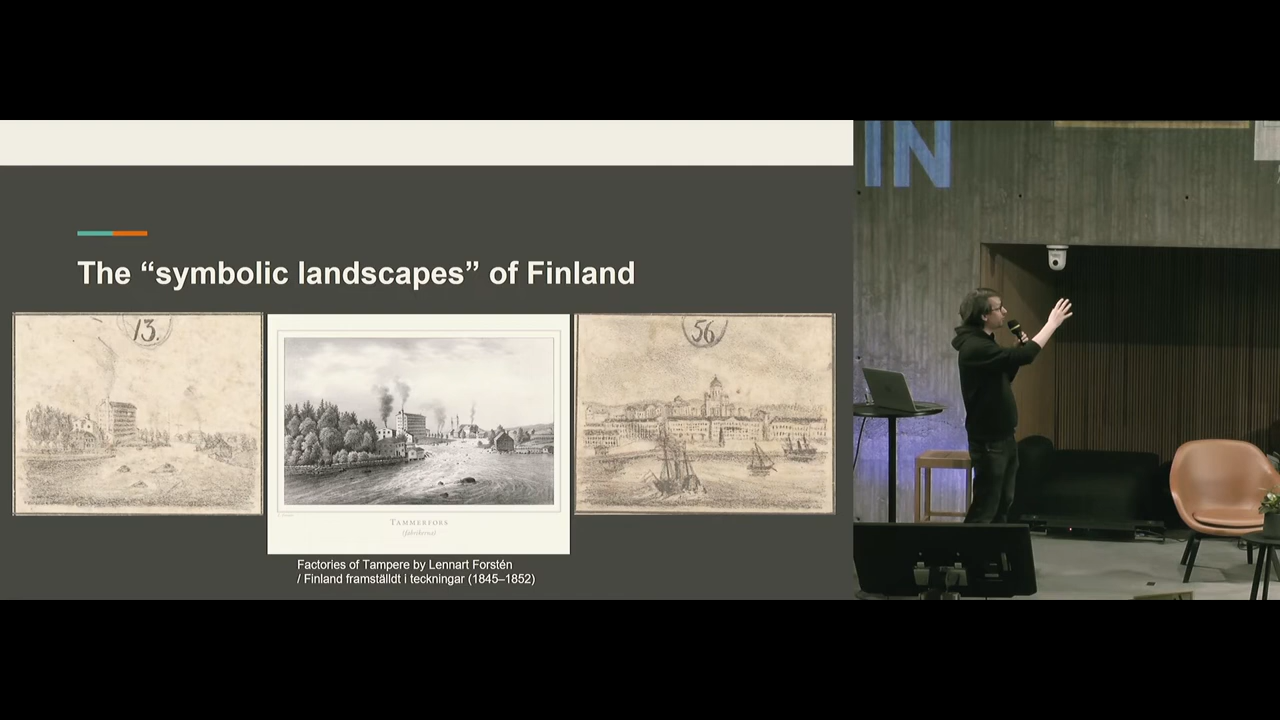 IN
The “symbolic landscapes” of Finland
13.
56
TAMMERFORS
(fabrikerna)
Factories of Tampere by Lennart Forstén
/ Finland framställdt i teckningar (1845–1852)